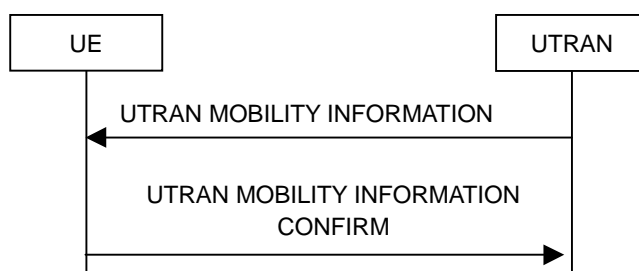 UE
UTRAN
UTRAN MOBILITY INFORMATION
UTRAN MOBILITY INFORMATION
CONFIRM